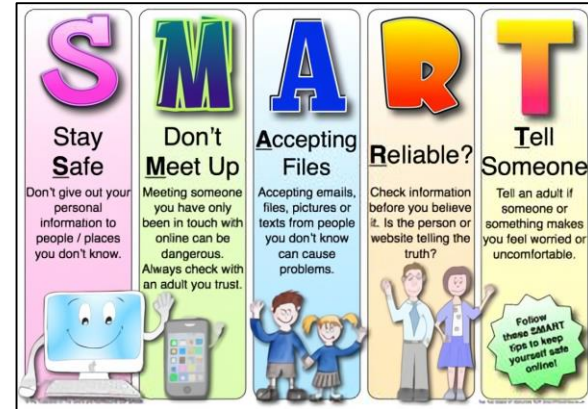 S
Stay
Safe
Don't give out your
personal
information to
people / places
you don't know.
M
Don't
Meet Up
Meeting someone
you have only
been in touch with
online can be
dangerous.
Always check with
an adult you trust.
A
Accepting
Files
Accepting emails,
files, pictures or
texts from people
you don't know
can cause
problems.
R
Reliable?
Check information
before you believe
it. Is the person or
website telling the
truth?
T
Tell
Someone
Tell an adult if
someone or
something makes
you feel worried or
uncomfortable.
Follow
these SMART
tips to keep
yourself safe
online!